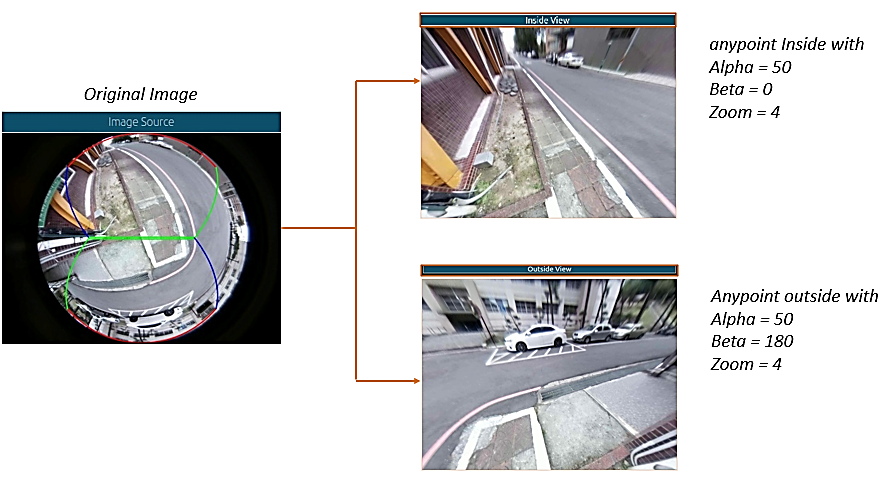 Original Image
Image Source
Inside View
anypoint Inside with
Alpha = 50
Beta = 0
Zoom = 4
Outside View
Anypoint outside with
Alpha = 50
Beta = 180
Zoom = 4